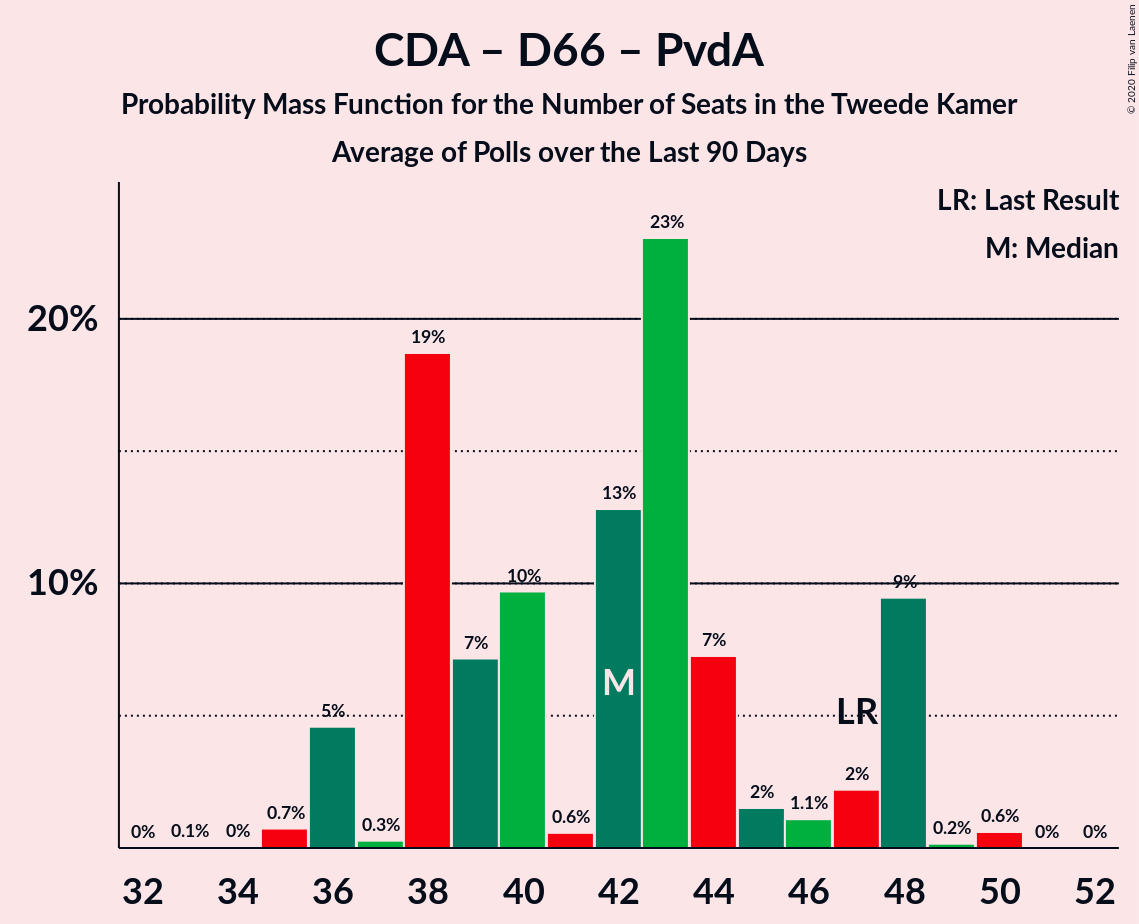 CDA – D66 – PvdA
Probability Mass Function for the Number of Seats in the Tweede Kamer
Average of Polls over the Last 90 Days
© 2020 Filip van Laenen
LR: Last Result
M: Median
23%
20%
19%
13%
10%
10%
9%
7%
7%
M
LR
5%
2%
2%
1.1%
0.7%
0.6%
0.6%
0.3%
0.2%
0%
0.1%
0%
0%
0%
32 34 36 38 40 42 44 46 48 50 52